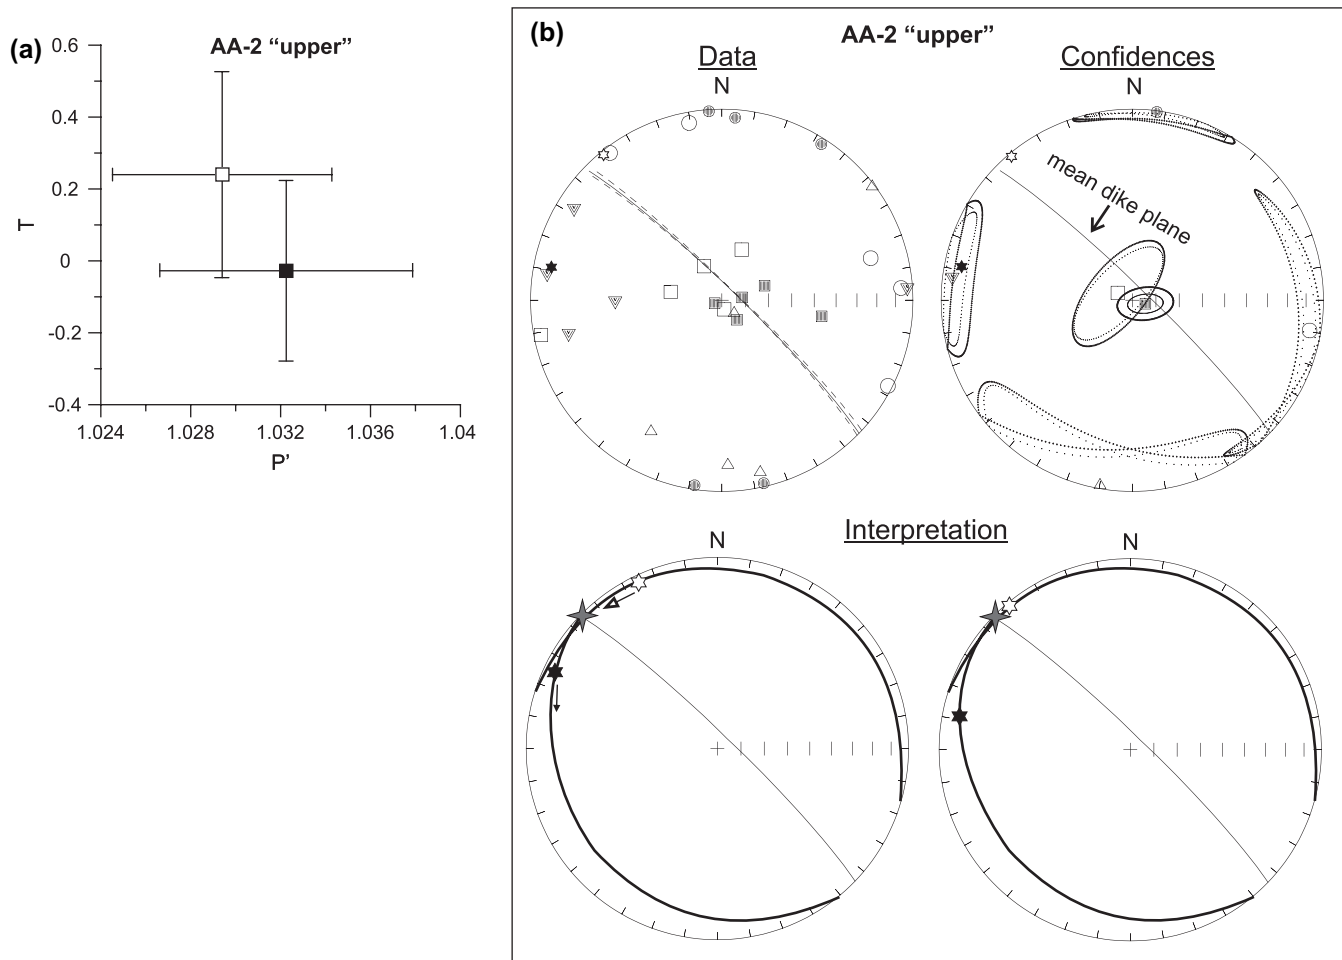 (a)
AA-2 “upper”
0.6
0.4
0.2
0
-0.2
-0.4
T
1.024
1.028
1.032
1.036
1.04
P’
(b)
AA-2 “upper”
Data
Confidences
N
N
mean dike plane
Interpretation
N
N